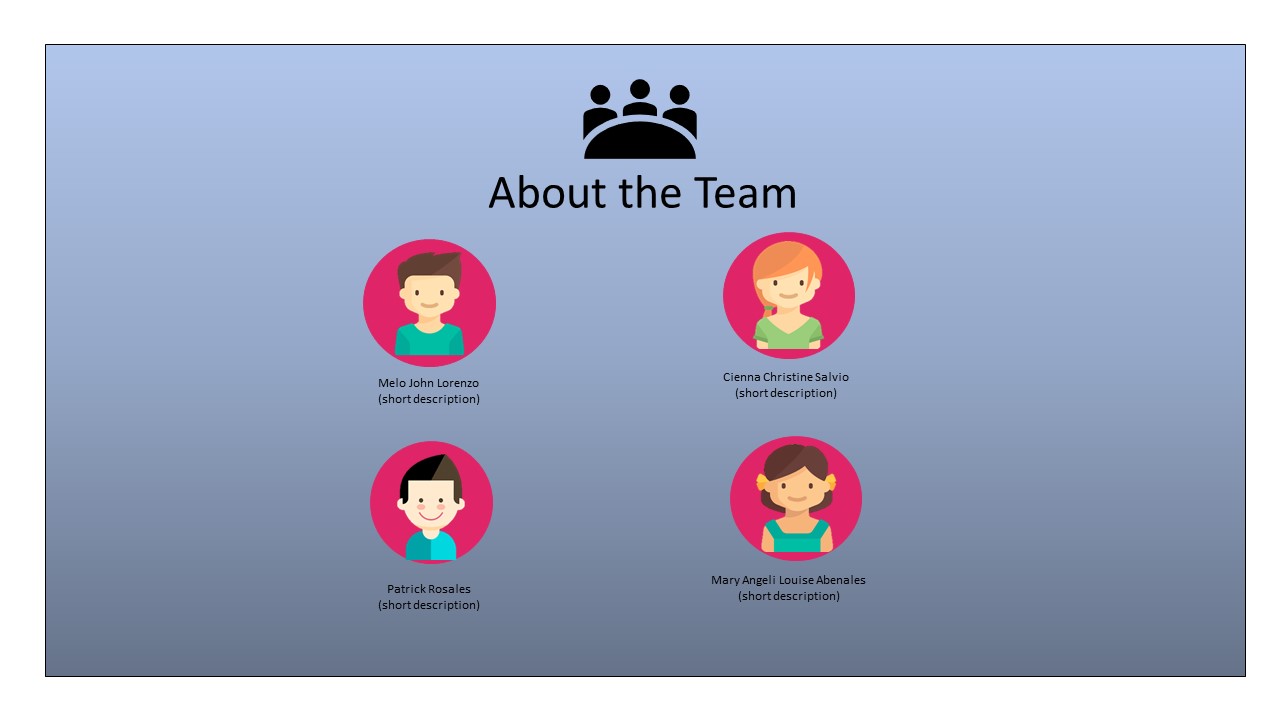 About the Team
Melo John Lorenzo
(short description)
Cienna Christine Salvio
(short description)
Patrick Rosales
(short description)
Mary Angeli Louise Abenales
(short description)